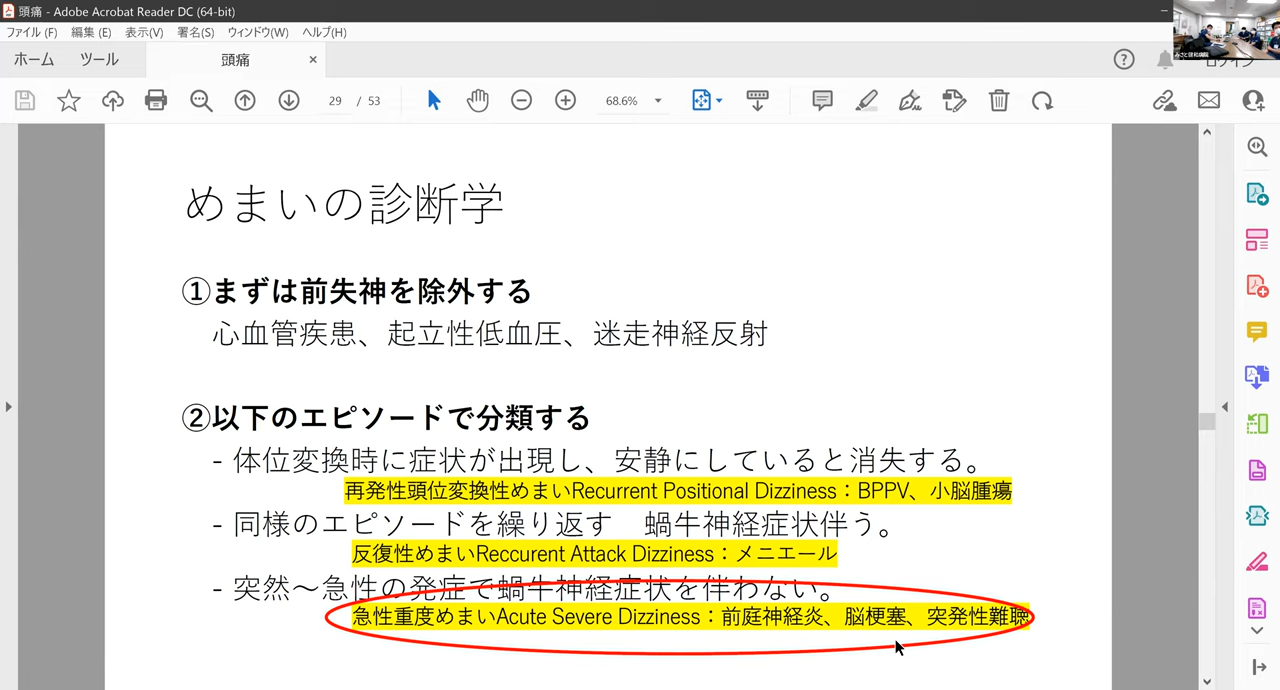 頭痛 - Adobe Acrobat Reader DC (64-bit)
ファイル (F) 編集 (E) 表示(V) 署名(S) ウィンドウ(W) ヘルプ(H)
ホーム ツール 頭痛 × ログイン
みさと健和病院
29 / 53 68.6%
めまいの診断学
①まずは前失神を除外する
心血管疾患、起立性低血圧、迷走神経反射
②以下のエピソードで分類する
- 体位変換時に症状が出現し、安静にしていると消失する。
再発性頭位変換性めまいRecurrent Positional Dizziness：BPPV、小脳腫瘍
- 同様のエピソードを繰り返す 蝸牛神経症状伴う。
反復性めまいReccurent Attack Dizziness：メニエール
- 突然～急性の発症で蝸牛神経症状を伴わない。
急性重度めまいAcute Severe Dizziness：前庭神経炎、脳梗塞、突発性難聴